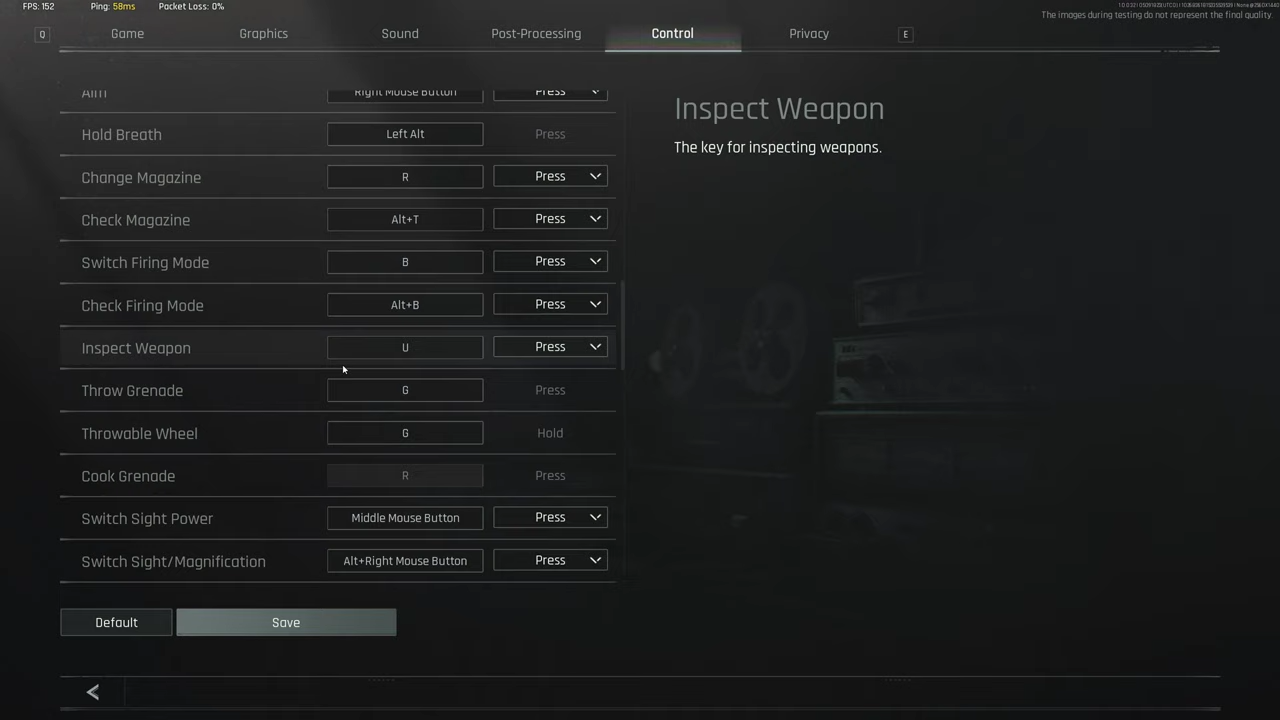 FPS: 152 Ping: 58ms Packet Loss: 0%
The images during testing do not represent the final quality
Q Game Graphics Sound Post-Processing Control Privacy E
Aim Right Mouse Button Press
Hold Breath Left Alt Press
Change Magazine R Press
Check Magazine Alt+T Press
Switch Firing Mode B Press
Check Firing Mode Alt+B Press
Inspect Weapon U Press
Throw Grenade G Press
Throwable Wheel G Hold
Cook Grenade R Press
Switch Sight Power Middle Mouse Button Press
Switch Sight/Magnification Alt+Right Mouse Button Press
Default Save
Inspect Weapon
The key for inspecting weapons.